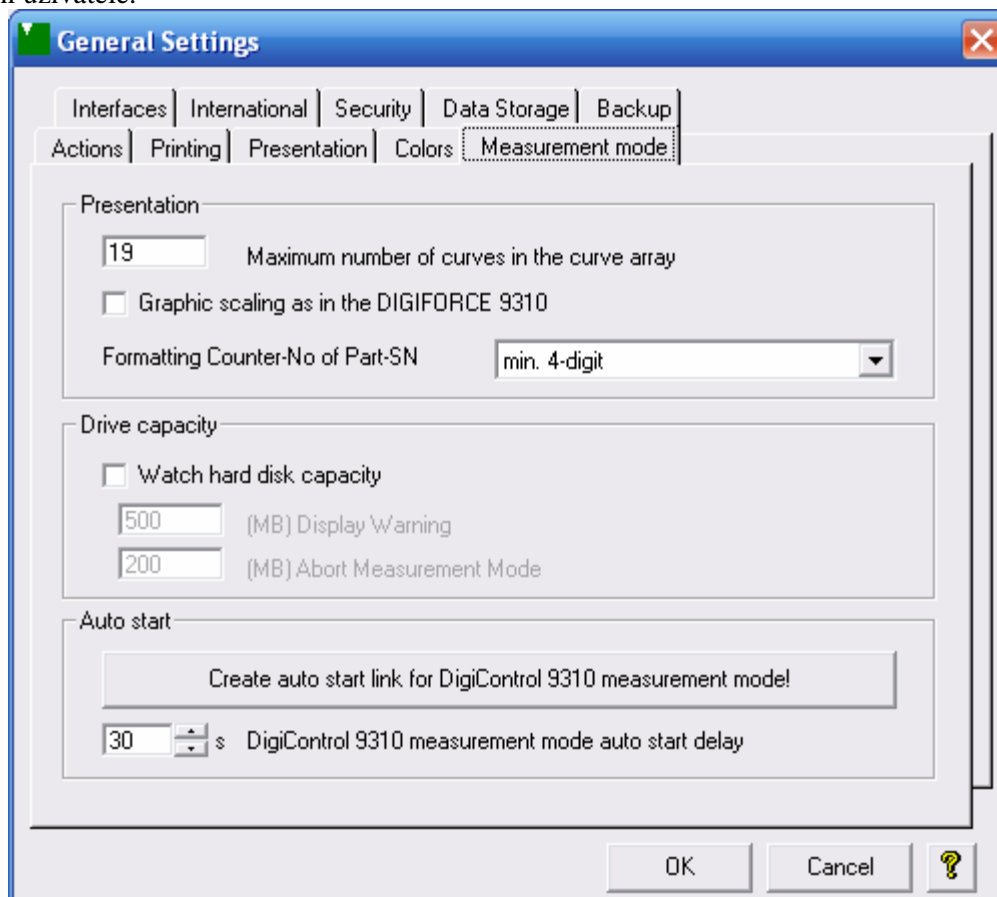 uživatele.
General Settings
Interfaces International Security Data Storage Backup
Actions Printing Presentation Colors Measurement mode
Presentation
19 Maximum number of curves in the curve array
Graphic scaling as in the DIGIFORCE 9310
Formatting Counter-No of Part-SN min. 4-digit
Drive capacity
Watch hard disk capacity
500 (MB) Display Warning
200 (MB) Abort Measurement Mode
Auto start
Create auto start link for DigiControl 9310 measurement mode!
30 s DigiControl 9310 measurement mode auto start delay
OK Cancel ?